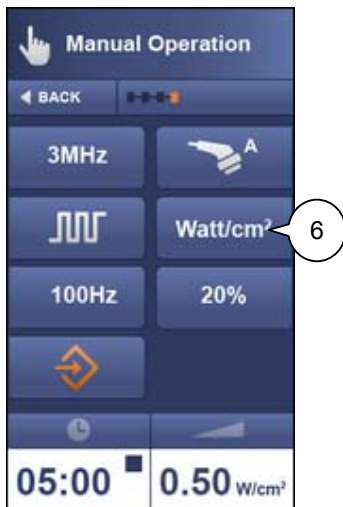 Manual Operation
BACK
3MHz
A
Watt/cm²
6
100Hz
20%
05:00
0.50 W/cm²